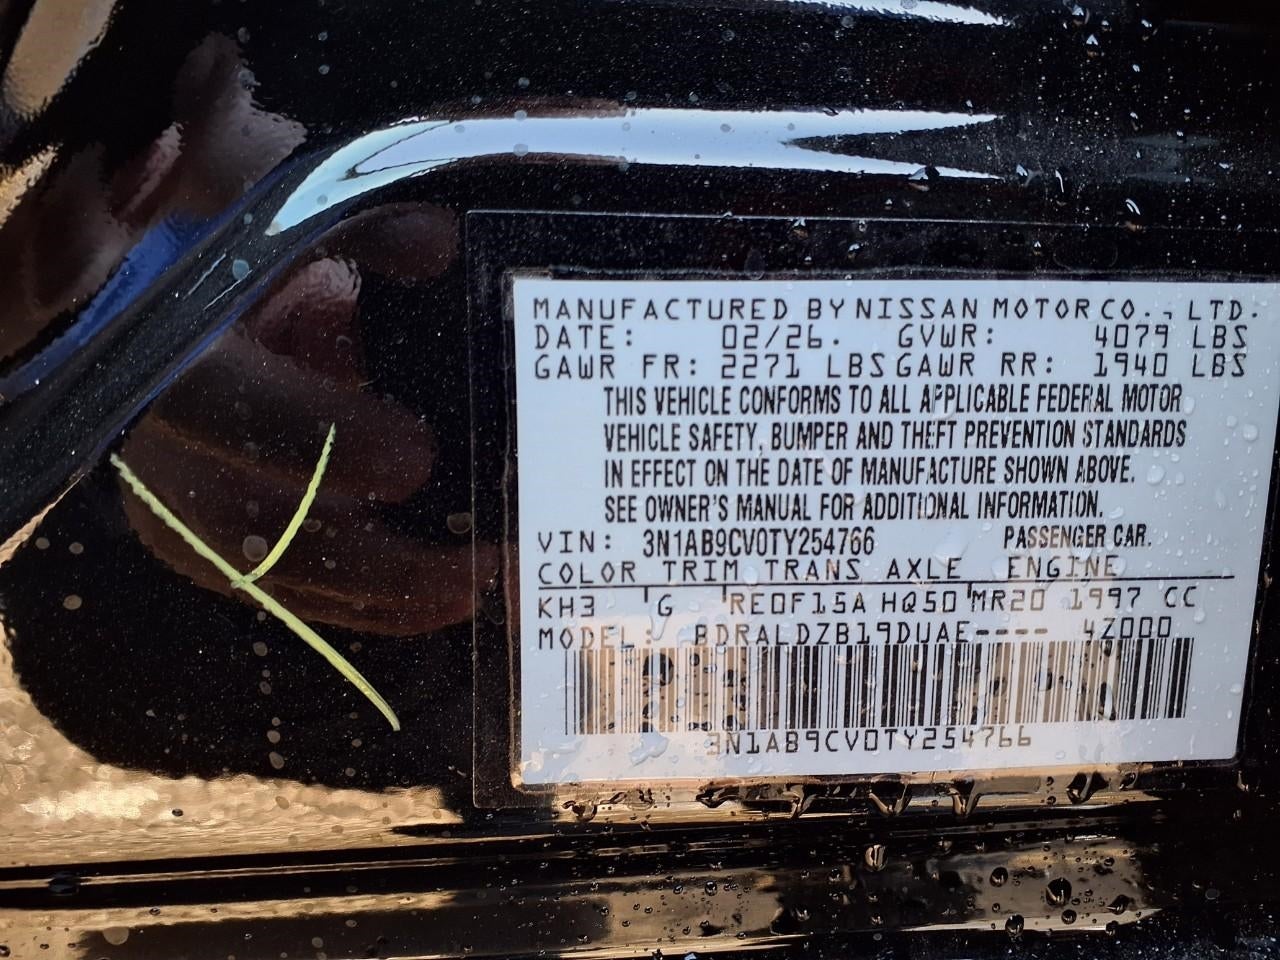 MANUFACTURED BY NISSAN MOTOR CO., LTD.
DATE: 02/26. GVWR: 4079 LBS
GAWR FR: 2271 LBS GAWR RR: 1940 LBS
THIS VEHICLE CONFORMS TO ALL APPLICABLE FEDERAL MOTOR
VEHICLE SAFETY, BUMPER AND THEFT PREVENTION STANDARDS
IN EFFECT ON THE DATE OF MANUFACTURE SHOWN ABOVE.
SEE OWNER'S MANUAL FOR ADDITIONAL INFORMATION.
VIN: 3N1AB9CV0TY254766 PASSENGER CAR.
COLOR TRIM TRANS AXLE ENGINE
KH3 G RE0F15A HQ50 MR20 1997 CC
MODEL: BDRALDZB19DUAE---- 4Z000
3N1AB9CV0TY254766